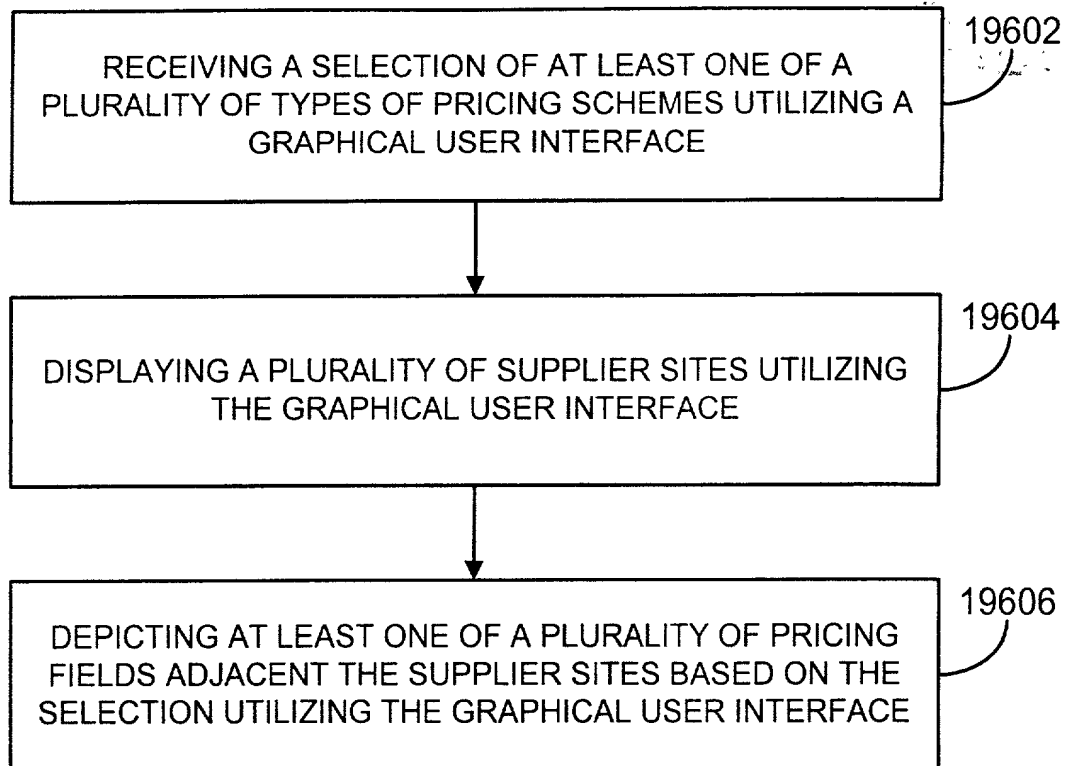 19602
RECEIVING A SELECTION OF AT LEAST ONE OF A
PLURALITY OF TYPES OF PRICING SCHEMES UTILIZING A
GRAPHICAL USER INTERFACE
19604
DISPLAYING A PLURALITY OF SUPPLIER SITES UTILIZING
THE GRAPHICAL USER INTERFACE
19606
DEPICTING AT LEAST ONE OF A PLURALITY OF PRICING
FIELDS ADJACENT THE SUPPLIER SITES BASED ON THE
SELECTION UTILIZING THE GRAPHICAL USER INTERFACE